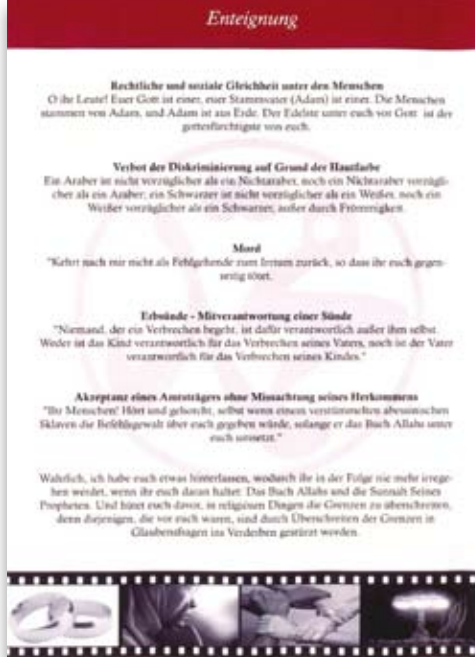 Enteignung
Rechtliche und soziale Gleichheit unter den Menschen
O ihr Leute! Euer Gott ist einer, euer Stammvater (Adam) ist einer. Die Menschen
stammen von Adam, und Adam ist aus Erde. Der Edelste unter euch vor Gott ist der
gottesfürchtigste von euch.
Verbot der Diskriminierung auf Grund der Hautfarbe
Ein Araber ist nicht vorzüglicher als ein Nichtaraber, noch ein Nichtaraber vorzügli-
cher als ein Araber; ein Schwarzer ist nicht vorzüglicher als ein Weißer, noch ein
Weißer vorzüglicher als ein Schwarzer, außer durch Frömmigkeit.
Mord
"Kehrt nach mir nicht als Fehlgehende zum Irrtum zurück, so dass ihr euch gegen-
seitig tötet.
Erbsünde - Mitverantwortung einer Sünde
"Niemand, der ein Verbrechen begeht, ist dafür verantwortlich außer ihm selbst.
Weder ist das Kind verantwortlich für das Verbrechen seines Vaters, noch ist der Vater
verantwortlich für das Verbrechen seines Kindes."
Akzeptanz eines Amtsträgers ohne Missachtung seines Herkommens
"Ihr Menschen! Hört und gehorcht, selbst wenn einem verstümmelten abessinischen
Sklaven die Befehlsgewalt über euch gegeben würde, solange er das Buch Allahs unter
euch umsetzt."
Wahrlich, ich habe euch etwas hinterlassen, wodurch ihr in der Folge nie mehr irrege-
hen werdet, wenn ihr euch daran haltet: Das Buch Allahs und die Sunnah Seines
Propheten. Und hütet euch davor, in religiösen Dingen die Grenzen zu überschreiten,
denn diejenigen, die vor euch waren, sind durch Überschreiten der Grenzen in
Glaubensfragen ins Verderben gestürzt worden.